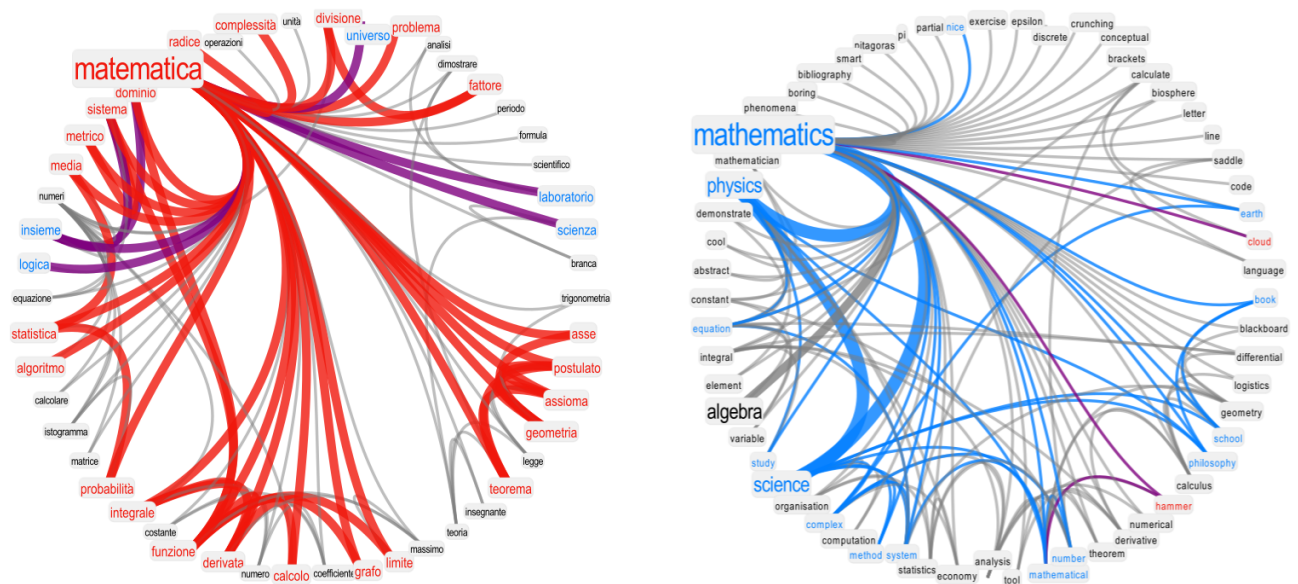 matematica
radice
operazioni
complessità
unità
divisione
universo
problema
analisi
dimostrare
fattore
periodo
formula
scientifico
laboratorio
scienza
branca
trigonometria
asse
postulato
assioma
geometria
legge
teorema
insegnante
teoria
massimo
limite
grafo
coefficiente
calcolo
numero
derivata
funzione
costante
integrale
probabilità
matrice
istogramma
calcolare
algoritmo
statistica
equazione
logica
insieme
numeri
media
metrico
sistema
dominio
mathematics
phenomena
boring
bibliography
smart
pitagoras
pi
partial
nice
exercise
epsilon
discrete
crunching
conceptual
brackets
calculate
biosphere
letter
line
saddle
code
earth
cloud
language
book
blackboard
differential
logistics
geometry
school
philosophy
calculus
hammer
numerical
derivative
theorem
number
mathematical
tool
analysis
economy
statistics
system
method
computation
complex
organisation
science
study
variable
algebra
element
integral
equation
constant
abstract
cool
demonstrate
physics
mathematician